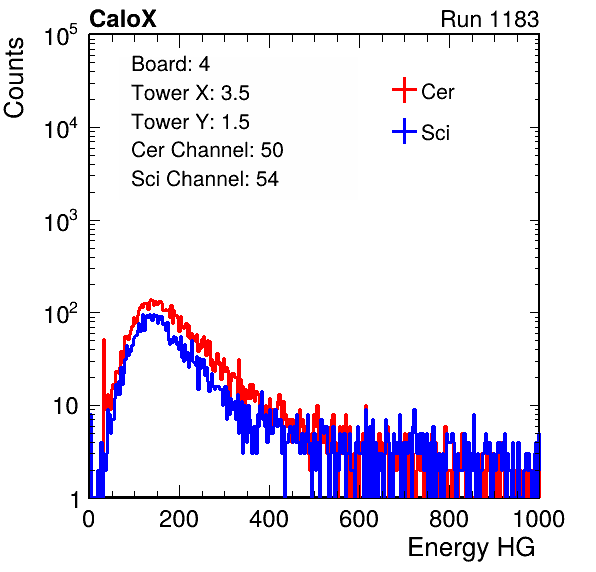 CaloX Run 1183
Counts
10^5
10^4
10^3
10^2
10
1
Board: 4
Tower X: 3.5
Tower Y: 1.5
Cer Channel: 50
Sci Channel: 54
Cer
Sci
0 200 400 600 800 1000
Energy HG